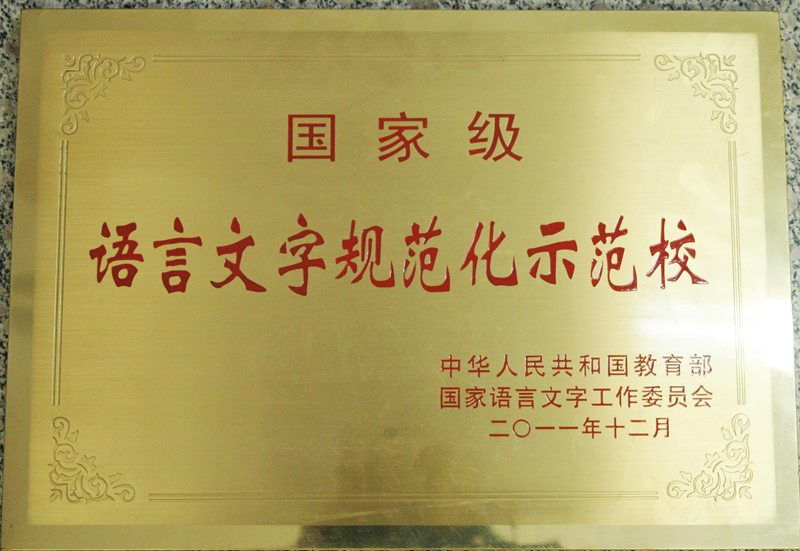 国家级
语言文字规范化示范校
中华人民共和国教育部
国家语言文字工作委员会
二〇一一年十二月